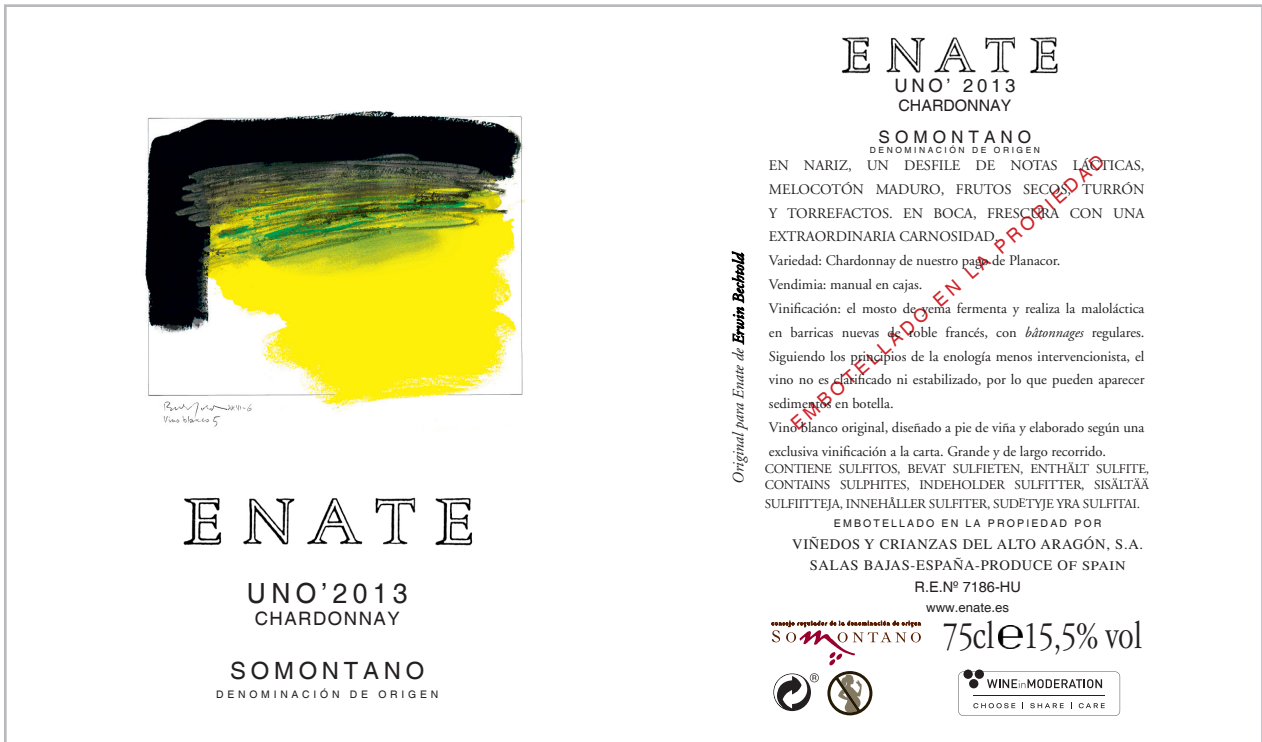 Vino blanco 5
ENATE
UNO'2013
CHARDONNAY
SOMONTANO
DENOMINACIÓN DE ORIGEN
Original para Enate de Erwin Bechtold
ENATE
UNO' 2013
CHARDONNAY
SOMONTANO
DENOMINACIÓN DE ORIGEN
EN NARIZ, UN DESFILE DE NOTAS LÁCTICAS,
MELOCOTÓN MADURO, FRUTOS SECOS, TURRÓN
Y TORREFACTOS. EN BOCA, FRESCURA CON UNA
EXTRAORDINARIA CARNOSIDAD.
Variedad: Chardonnay de nuestro pago de Planacor.
Vendimia: manual en cajas.
Vinificación: el mosto de yema fermenta y realiza la maloláctica
en barricas nuevas de roble francés, con bâtonnages regulares.
Siguiendo los principios de la enología menos intervencionista, el
vino no es clarificado ni estabilizado, por lo que pueden aparecer
sedimentos en botella.
Vino blanco original, diseñado a pie de viña y elaborado según una
exclusiva vinificación a la carta. Grande y de largo recorrido.
EMBOTELLADO EN LA PROPIEDAD
CONTIENE SULFITOS, BEVAT SULFIETEN, ENTHÄLT SULFITE,
CONTAINS SULPHITES, INDEHOLDER SULFITTER, SISÄLTÄÄ
SULFIITTEJA, INNEHÅLLER SULFITER, SUDETYJE YRA SULFITAI.
EMBOTELLADO EN LA PROPIEDAD POR
VIÑEDOS Y CRIANZAS DEL ALTO ARAGÓN, S.A.
SALAS BAJAS-ESPAÑA-PRODUCE OF SPAIN
R.E.Nº 7186-HU
www.enate.es
consejo regulador de la denominación de origen
SOMONTANO
75cl℮15,5% vol
®
WINEinMODERATION
CHOOSE | SHARE | CARE